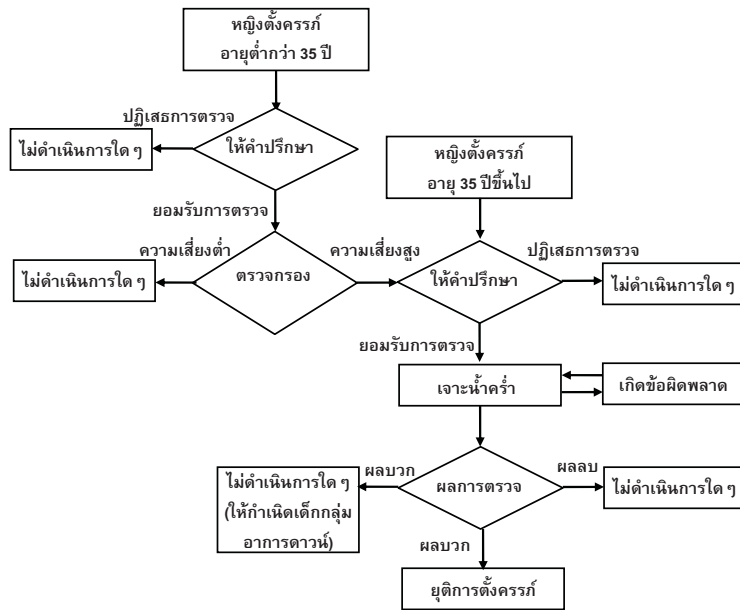 หญิงตั้งครรภ์
อายุต่ำกว่า 35 ปี
ปฏิเสธการตรวจ
ไม่ดำเนินการใด ๆ
ให้คำปรึกษา
หญิงตั้งครรภ์
อายุ 35 ปีขึ้นไป
ยอมรับการตรวจ
ความเสี่ยงต่ำ
ความเสี่ยงสูง
ปฏิเสธการตรวจ
ไม่ดำเนินการใด ๆ
ตรวจกรอง
ให้คำปรึกษา
ไม่ดำเนินการใด ๆ
ยอมรับการตรวจ
เจาะน้ำคร่ำ
เกิดข้อผิดพลาด
ผลบวก
ผลลบ
ไม่ดำเนินการใด ๆ
(ให้กำเนิดเด็กกลุ่ม
อาการดาวน์)
ผลการตรวจ
ไม่ดำเนินการใด ๆ
ผลบวก
ยุติการตั้งครรภ์